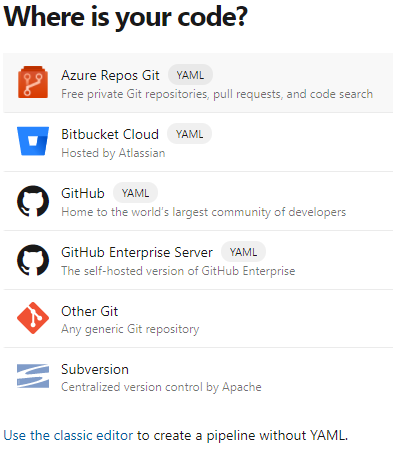 Where is your code?
Azure Repos Git YAML
Free private Git repositories, pull requests, and code search
Bitbucket Cloud YAML
Hosted by Atlassian
GitHub YAML
Home to the world's largest community of developers
GitHub Enterprise Server YAML
The self-hosted version of GitHub Enterprise
Other Git
Any generic Git repository
Subversion
Centralized version control by Apache
Use the classic editor to create a pipeline without YAML.